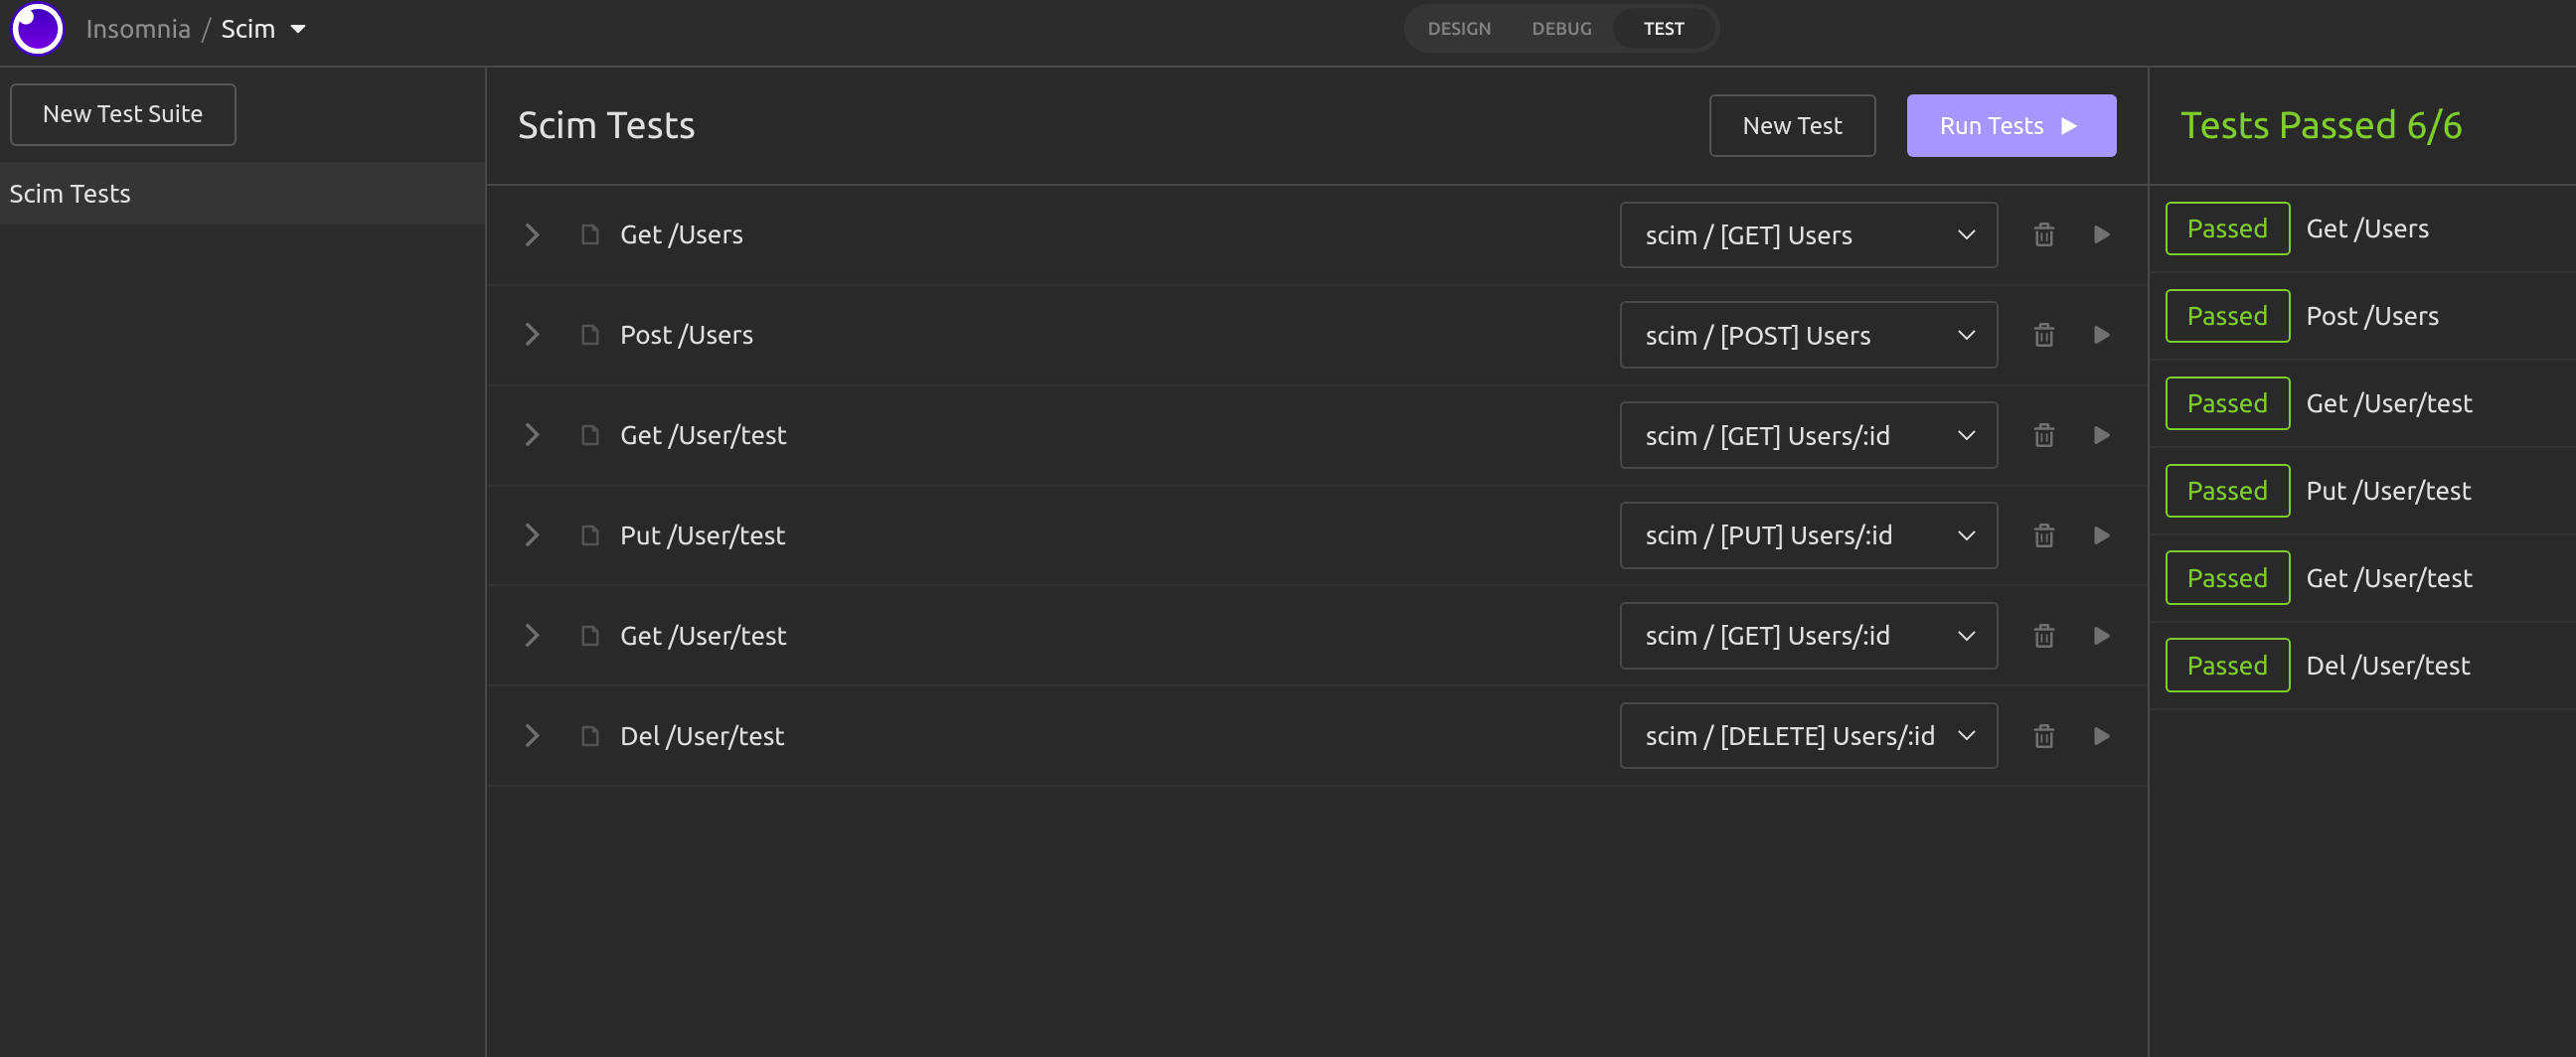 Insomnia / Scim
DESIGN DEBUG TEST
New Test Suite
Scim Tests
Scim Tests
New Test
Run Tests
Get /Users
scim / [GET] Users
Post /Users
scim / [POST] Users
Get /User/test
scim / [GET] Users/:id
Put /User/test
scim / [PUT] Users/:id
Get /User/test
scim / [GET] Users/:id
Del /User/test
scim / [DELETE] Users/:id
Tests Passed 6/6
Passed Get /Users
Passed Post /Users
Passed Get /User/test
Passed Put /User/test
Passed Get /User/test
Passed Del /User/test